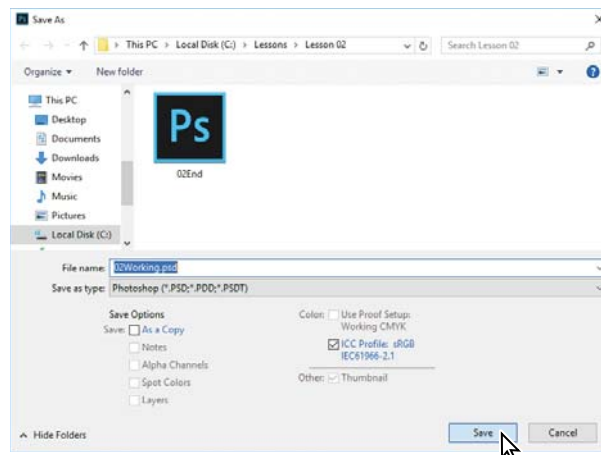 Save As
This PC > Local Disk (C:) > Lessons > Lesson 02
Search Lesson 02
Organize
New folder
This PC
Desktop
Documents
Downloads
Movies
Music
Pictures
Local Disk (C:)
Ps
02End
File name: 02Working.psd
Save as type: Photoshop (*.PSD;*.PDD;*.PSDT)
Save Options
Save: As a Copy
Notes
Alpha Channels
Spot Colors
Layers
Color: Use Proof Setup:
Working CMYK
ICC Profile: sRGB
IEC61966-2.1
Other: Thumbnail
Hide Folders
Save
Cancel